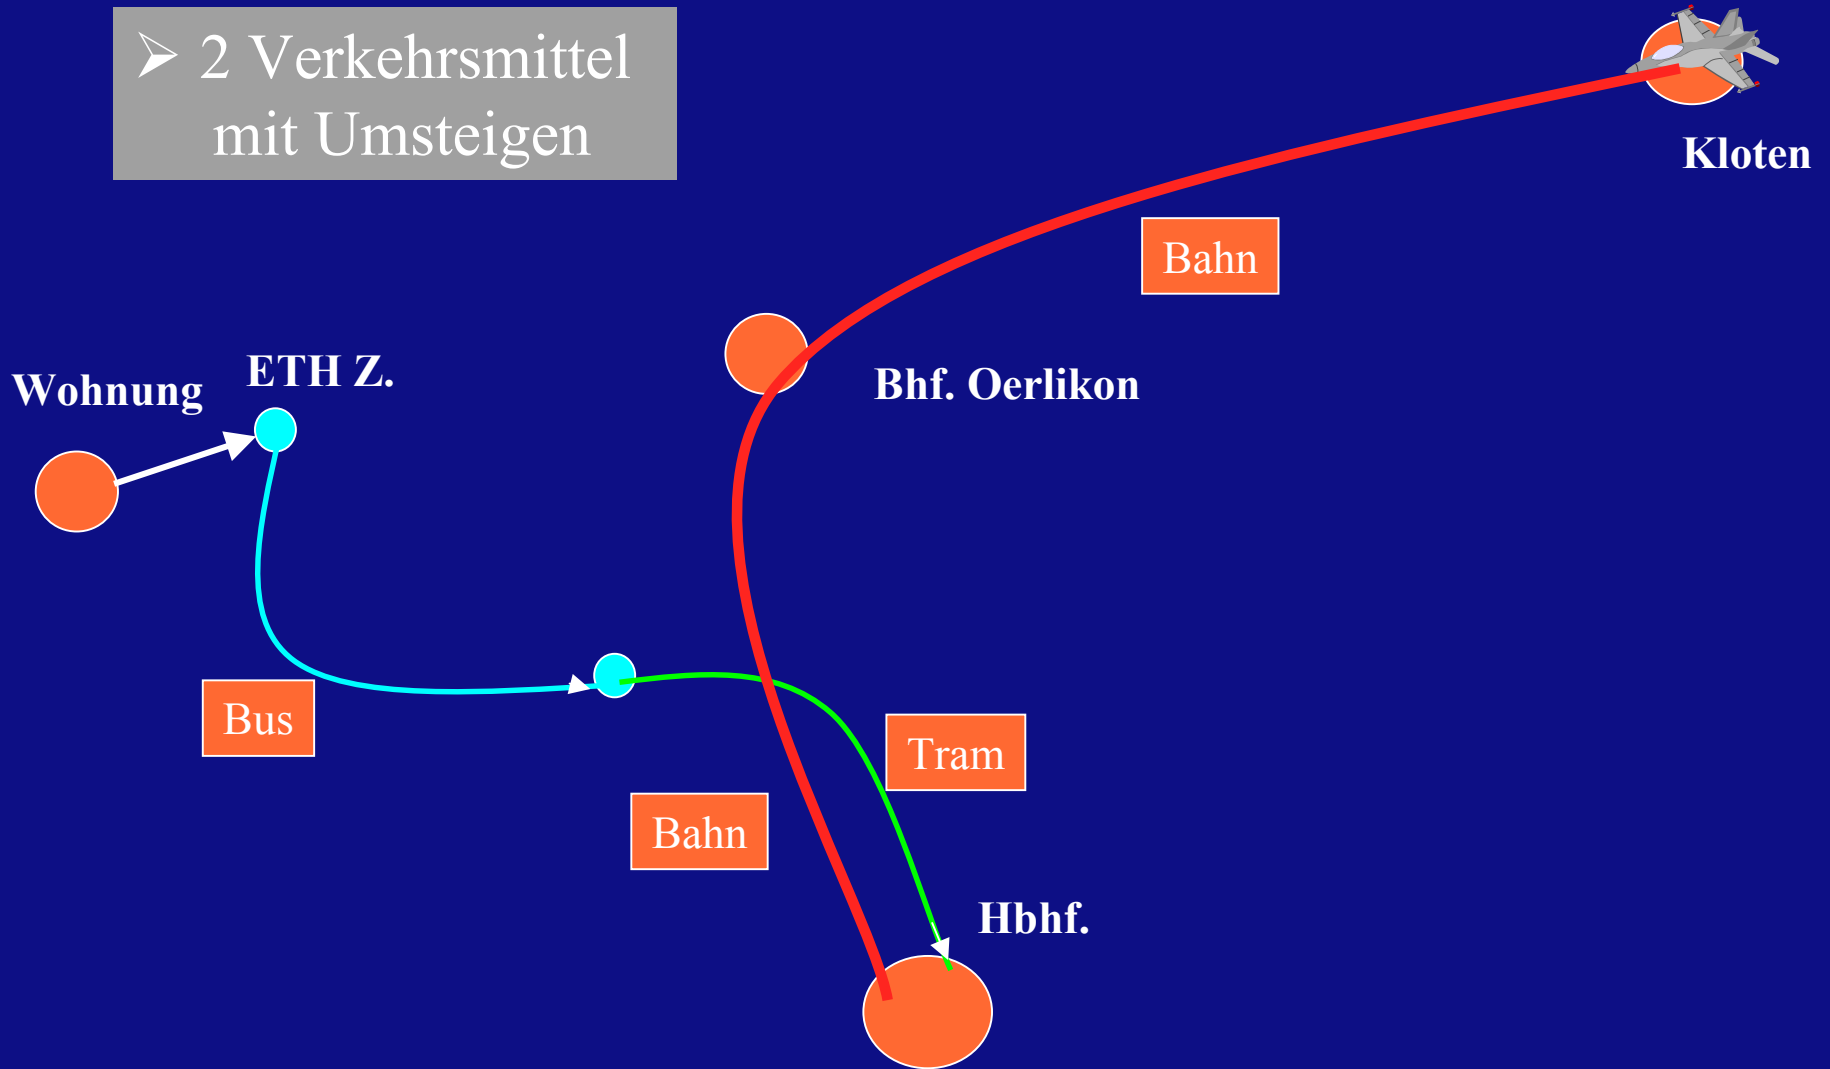 ➢ 2 Verkehrsmittel
mit Umsteigen
Kloten
Bahn
ETH Z.
Wohnung
Bhf. Oerlikon
Bus
Tram
Bahn
Hbhf.